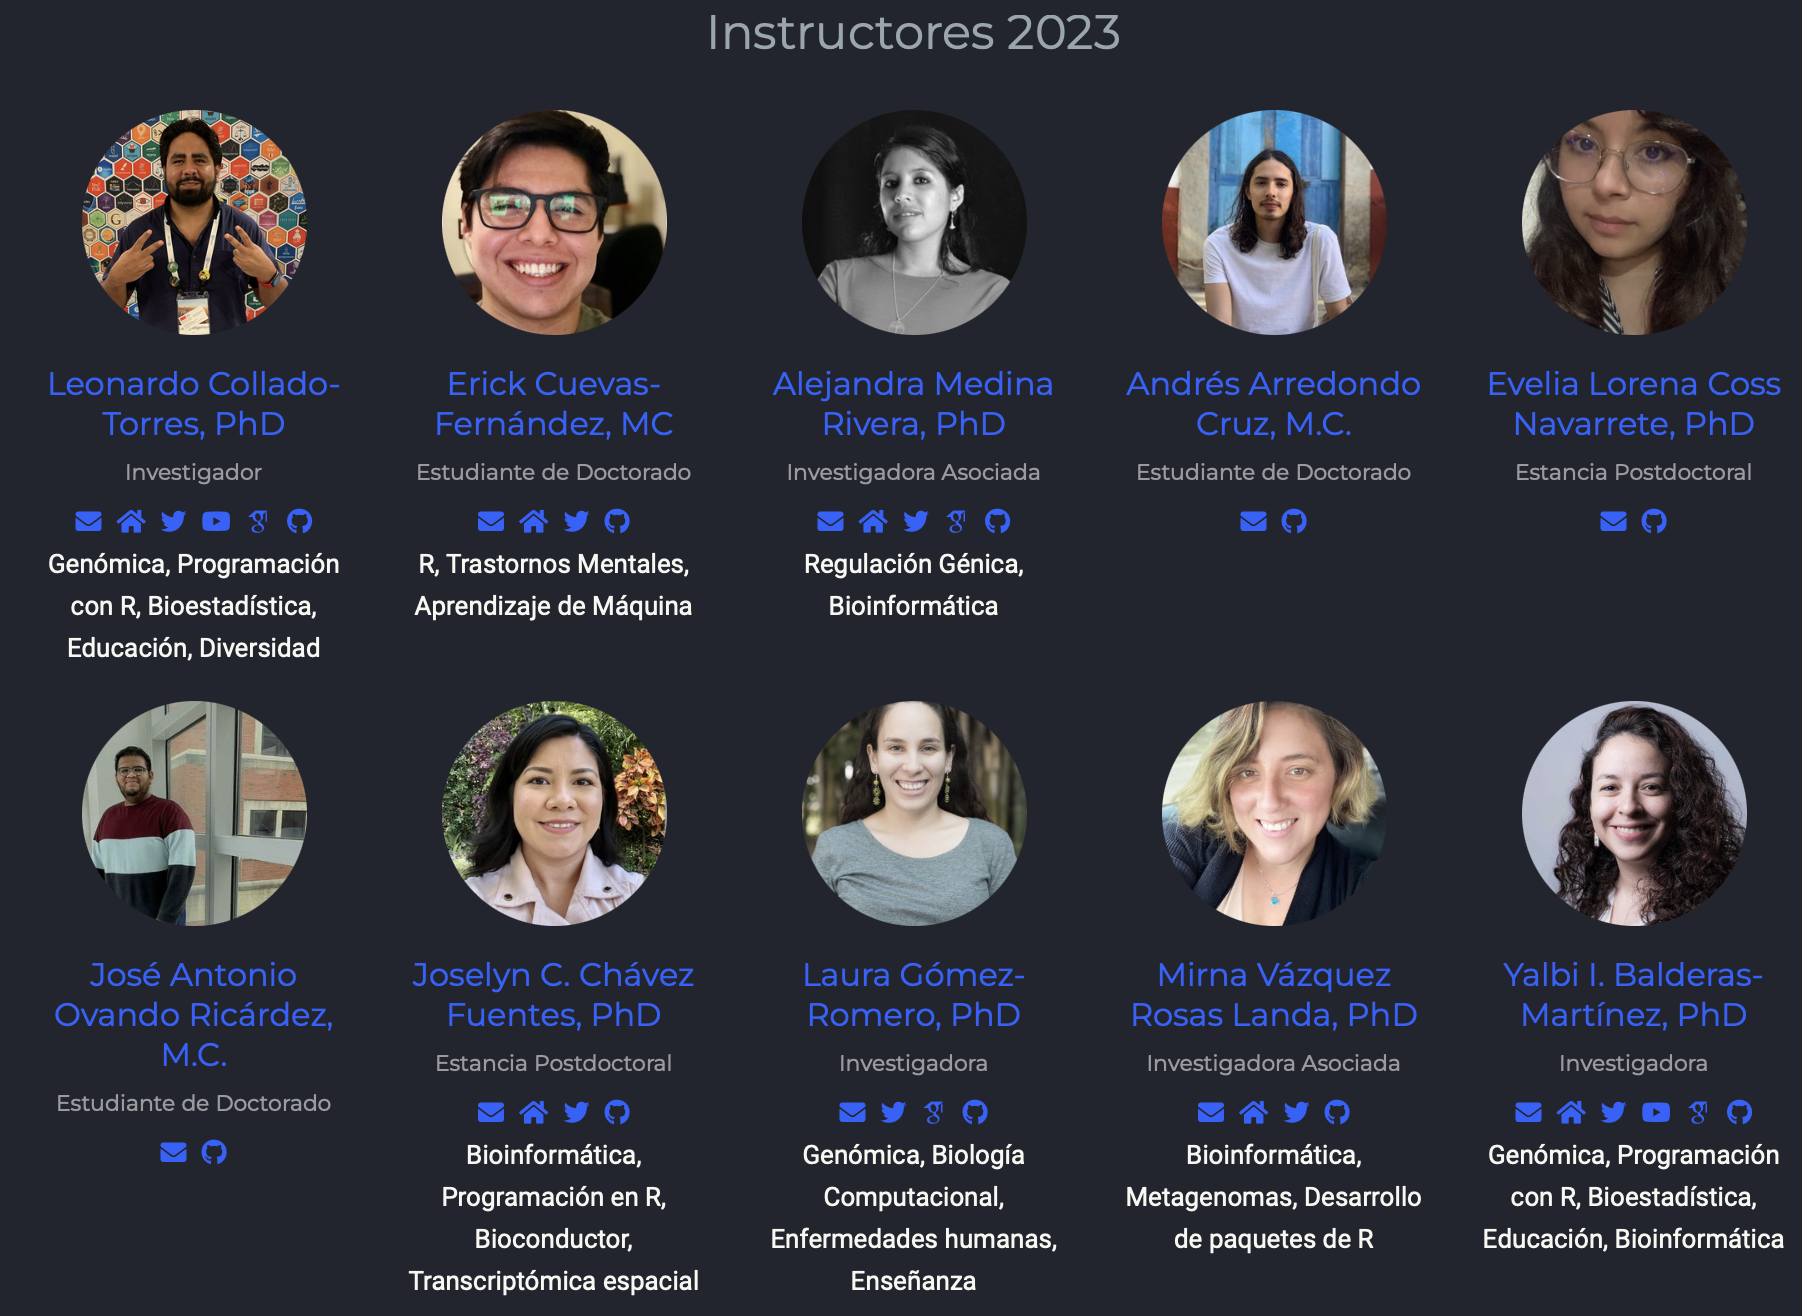 Instructores 2023
Leonardo Collado-
Torres, PhD
Investigador
Genómica, Programación
con R, Bioestadística,
Educación, Diversidad
Erick Cuevas-
Fernández, MC
Estudiante de Doctorado
R, Trastornos Mentales,
Aprendizaje de Máquina
Alejandra Medina
Rivera, PhD
Investigadora Asociada
Regulación Génica,
Bioinformática
Andrés Arredondo
Cruz, M.C.
Estudiante de Doctorado
Evelia Lorena Coss
Navarrete, PhD
Estancia Postdoctoral
José Antonio
Ovando Ricárdez,
M.C.
Estudiante de Doctorado
Joselyn C. Chávez
Fuentes, PhD
Estancia Postdoctoral
Bioinformática,
Programación en R,
Bioconductor,
Transcriptómica espacial
Laura Gómez-
Romero, PhD
Investigadora
Genómica, Biología
Computacional,
Enfermedades humanas,
Enseñanza
Mirna Vázquez
Rosas Landa, PhD
Investigadora Asociada
Bioinformática,
Metagenomas, Desarrollo
de paquetes de R
Yalbi I. Balderas-
Martínez, PhD
Investigadora
Genómica, Programación
con R, Bioestadística,
Educación, Bioinformática